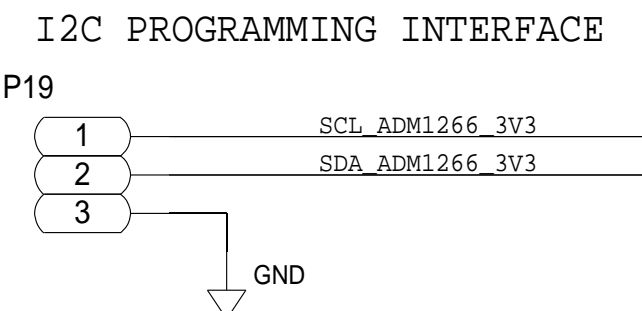 I2C PROGRAMMING INTERFACE
P19
1 SCL_ADM1266_3V3
2 SDA_ADM1266_3V3
3
GND